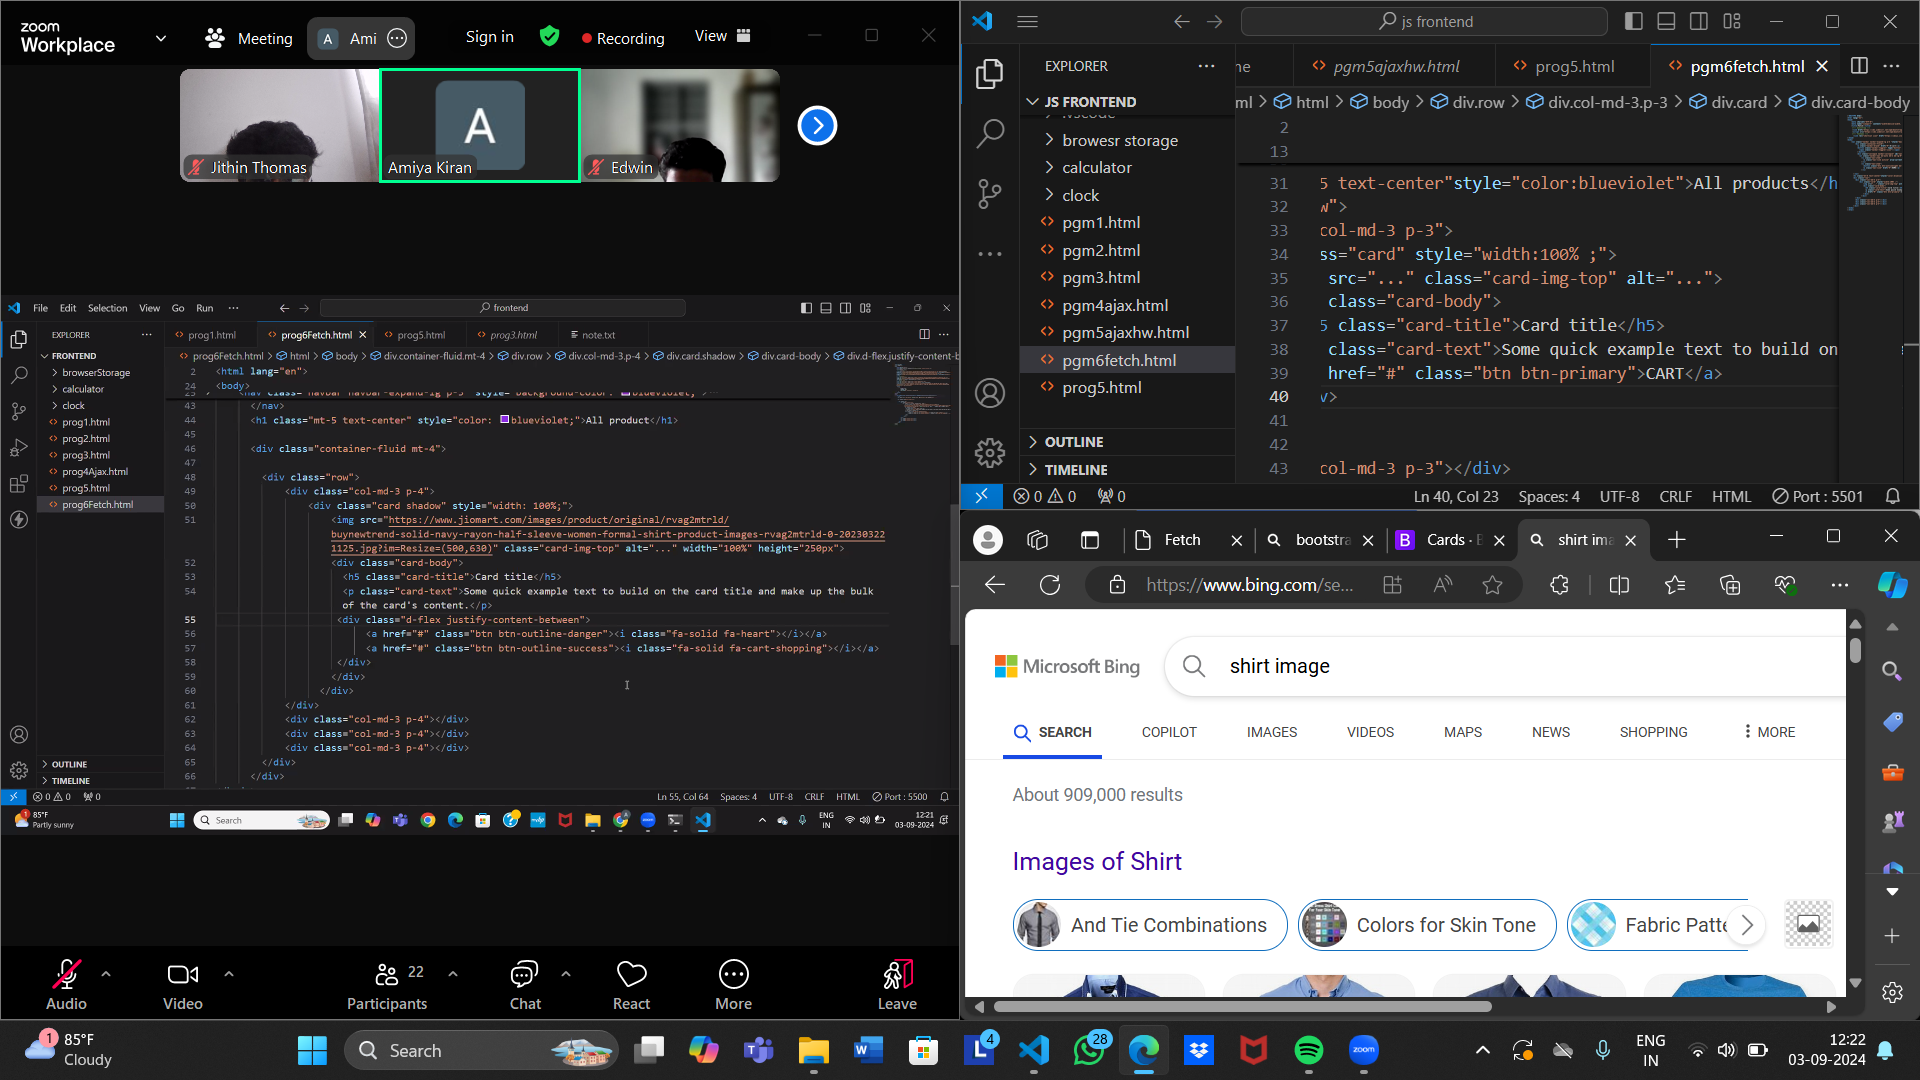 zoom
Workplace
Meeting
A
Ami
Sign in
Recording
View
Jithin Thomas
A
Amiya Kiran
Edwin
File Edit Selection View Go Run ···
frontend
EXPLORER
FRONTEND
browserStorage
calculator
clock
prog1.html
prog2.html
prog3.html
prog4Ajax.html
prog5.html
prog6Fetch.html
OUTLINE
TIMELINE
prog1.html
prog6Fetch.html
prog5.html
prog3.html
note.txt
prog6Fetch.html > html > body > div.container-fluid.mt-4 > div.row > div.col-md-3.p-4 > div.card.shadow > div.card-body > div.d-flex.justify-content-b
2 <html lang="en">
24 <body>
43 </nav>
44 <h1 class="mt-5 text-center" style="color: blueviolet;">All product</h1>
45
46 <div class="container-fluid mt-4">
47
48 <div class="row">
49 <div class="col-md-3 p-4">
50 <div class="card shadow" style="width: 100%;">
51 <img src="https://www.jiomart.com/images/product/original/rvag2mtrld/
buynewtrend-solid-navy-rayon-half-sleeve-women-formal-shirt-product-images-rvag2mtrld-0-20230322
1125.jpg?im=Resize=(500,630)" class="card-img-top" alt="..." width="100%" height="250px">
52 <div class="card-body">
53 <h5 class="card-title">Card title</h5>
54 <p class="card-text">Some quick example text to build on the card title and make up the bulk
of the card's content.</p>
55 <div class="d-flex justify-content-between">
56 <a href="#" class="btn btn-outline-danger"><i class="fa-solid fa-heart"></i></a>
57 <a href="#" class="btn btn-outline-success"><i class="fa-solid fa-cart-shopping"></i></a>
58 </div>
59 </div>
60 </div>
61 </div>
62 <div class="col-md-3 p-4"></div>
63 <div class="col-md-3 p-4"></div>
64 <div class="col-md-3 p-4"></div>
65 </div>
66 </div>
0 0 0 Ln 55, Col 64 Spaces: 4 UTF-8 CRLF HTML Port : 5500
85°F
Partly sunny
Search
ENG
IN
12:21
03-09-2024
Audio
Video
Participants 22
Chat
React
More
Leave
js frontend
EXPLORER
JS FRONTEND
.vscode
browesr storage
calculator
clock
pgm1.html
pgm2.html
pgm3.html
pgm4ajax.html
pgm5ajaxhw.html
pgm6fetch.html
prog5.html
OUTLINE
TIMELINE
ne
pgm5ajaxhw.html
prog5.html
pgm6fetch.html
ml > html > body > div.row > div.col-md-3.p-3 > div.card > div.card-body
2
13
31 5 text-center"style="color:blueviolet">All products</h
32 w">
33 col-md-3 p-3">
34 ss="card" style="width:100% ;">
35 src="..." class="card-img-top" alt="...">
36 class="card-body">
37 5 class="card-title">Card title</h5>
38 class="card-text">Some quick example text to build on
39 href="#" class="btn btn-primary">CART</a>
40 v>
41
42
43 col-md-3 p-3"></div>
0 0 0 Ln 40, Col 23 Spaces: 4 UTF-8 CRLF HTML Port : 5501
Fetch
bootstra
B Cards · B
shirt ima
https://www.bing.com/se...
Microsoft Bing
shirt image
SEARCH
COPILOT
IMAGES
VIDEOS
MAPS
NEWS
SHOPPING
MORE
About 909,000 results
Images of Shirt
And Tie Combinations
Colors for Skin Tone
Fabric Patte
1
85°F
Cloudy
Search
4
28
zoom
ENG
IN
12:22
03-09-2024